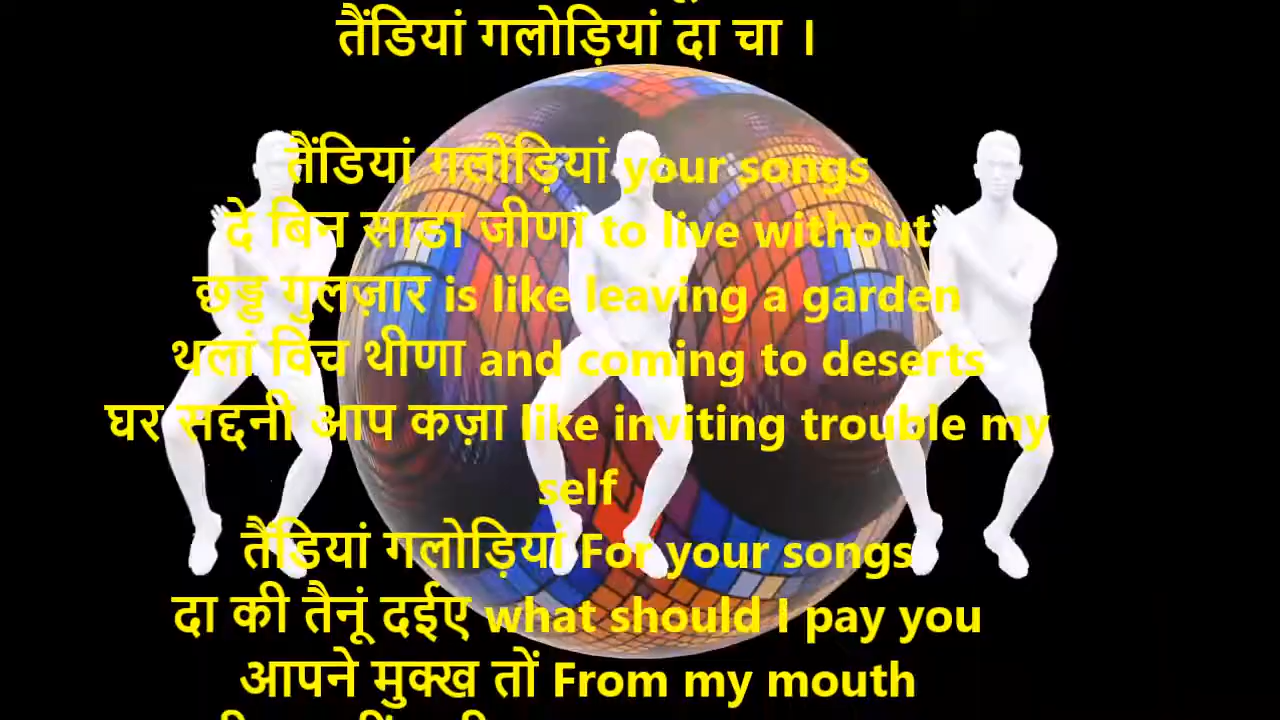 तैंडियां गलोड़ियां दा चा ।
तैंडियां गलोड़ियां your songs
दे बिन साडा जीणा to live without
छड्ड गुलज़ार is like leaving a garden
थलां विच थीणा and coming to deserts
घर सद्दनी आप कज़ा like inviting trouble my
self
तैंडियां गलोड़ियां For your songs
दा की तैनूं दईए what should I pay you
आपने मुक्ख तों From my mouth